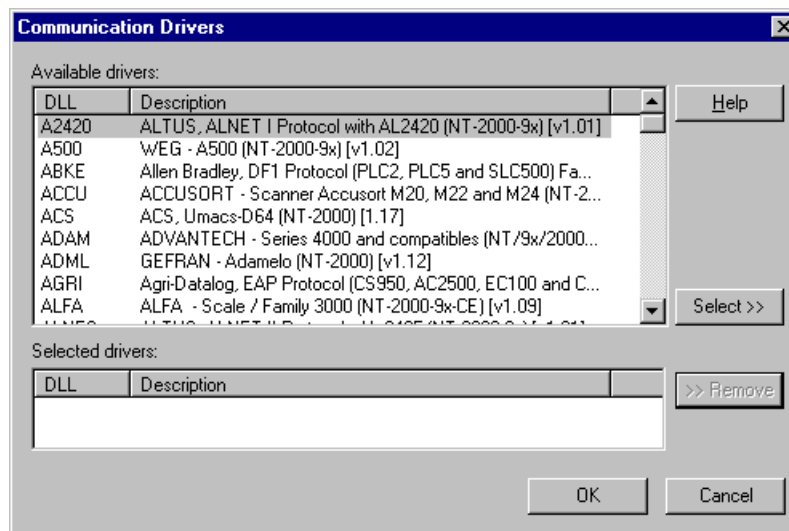 Communication Drivers
Available drivers:
DLL Description
A2420 ALTUS, ALNET I Protocol with AL2420 (NT-2000-9x) [v1.01]
A500 WEG - A500 (NT-2000-9x) [v1.02]
ABKE Allen Bradley, DF1 Protocol (PLC2, PLC5 and SLC500) Fa...
ACCU ACCUSORT - Scanner Accusort M20, M22 and M24 (NT-2...
ACS ACS, Umacs-D64 (NT-2000) [1.17]
ADAM ADVANTECH - Series 4000 and compatibles (NT/9x/2000...
ADML GEFRAN - Adamelo (NT-2000) [v1.12]
AGRI Agri-Datalog, EAP Protocol (CS950, AC2500, EC100 and C...
ALFA ALFA - Scale / Family 3000 (NT-2000-9x-CE) [v1.09]
Help
Select >>
Selected drivers:
DLL Description
>> Remove
OK Cancel